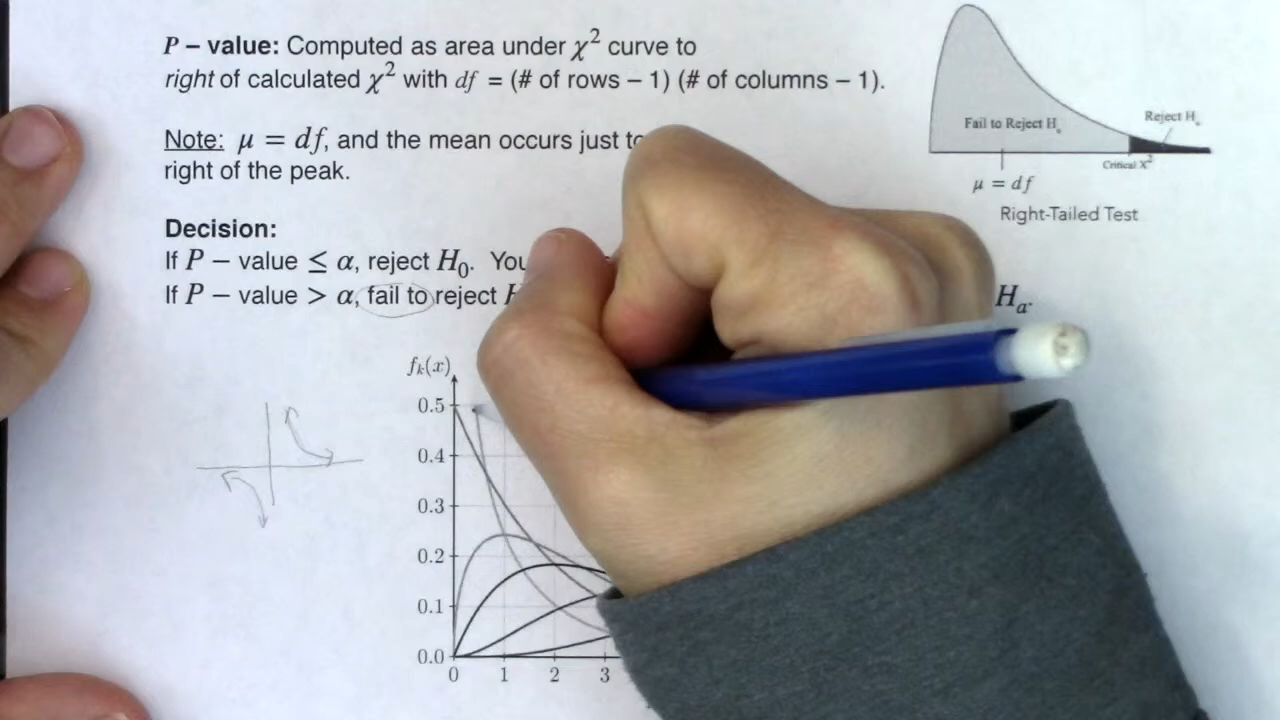 P – value: Computed as area under χ² curve to
right of calculated χ² with df = (# of rows – 1) (# of columns – 1).
Note: μ = df, and the mean occurs just to
right of the peak.
Decision:
If P – value ≤ α, reject H₀. You
If P – value > α, fail to reject H
Hₐ.
Fail to Reject Hₒ
Reject Hₒ
Critical X²
μ = df
Right-Tailed Test
fₖ(x)
0.5
0.4
0.3
0.2
0.1
0.0
0 1 2 3